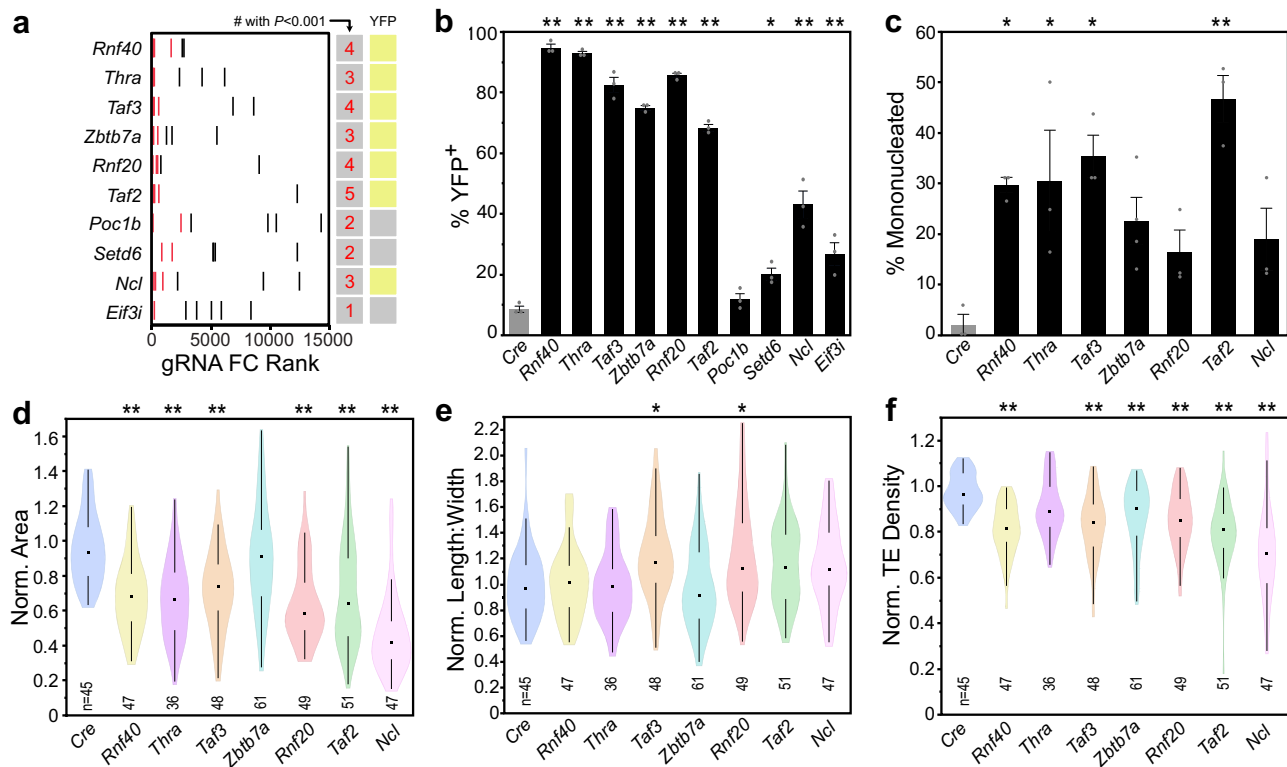 a
# with P<0.001
YFP
Rnf40
4
Thra
3
Taf3
4
Zbtb7a
3
Rnf20
4
Taf2
5
Poc1b
2
Setd6
2
Ncl
3
Eif3i
1
0 5000 10000 15000
gRNA FC Rank
b
** ** ** ** ** ** * ** *
% YFP+
100
80
60
40
20
0
Cre Rnf40 Thra Taf3 Zbtb7a Rnf20 Taf2 Poc1b Setd6 Ncl Eif3i
c
* * * **
% Mononucleated
60
50
40
30
20
10
0
Cre Rnf40 Thra Taf3 Zbtb7a Rnf20 Taf2 Ncl
d
** ** ** ** ** **
Norm. Area
1.6
1.4
1.2
1.0
0.8
0.6
0.4
0.2
0
n=45 47 36 48 61 49 51 47
Cre Rnf40 Thra Taf3 Zbtb7a Rnf20 Taf2 Ncl
e
* *
Norm. Length:Width
2.2
2.0
1.8
1.6
1.4
1.2
1.0
0.8
0.6
0.4
0.2
0
n=45 47 36 48 61 49 51 47
Cre Rnf40 Thra Taf3 Zbtb7a Rnf20 Taf2 Ncl
f
** ** ** ** ** **
Norm. TE Density
1.2
1.0
0.8
0.6
0.4
0.2
0
n=45 47 36 48 61 49 51 47
Cre Rnf40 Thra Taf3 Zbtb7a Rnf20 Taf2 Ncl